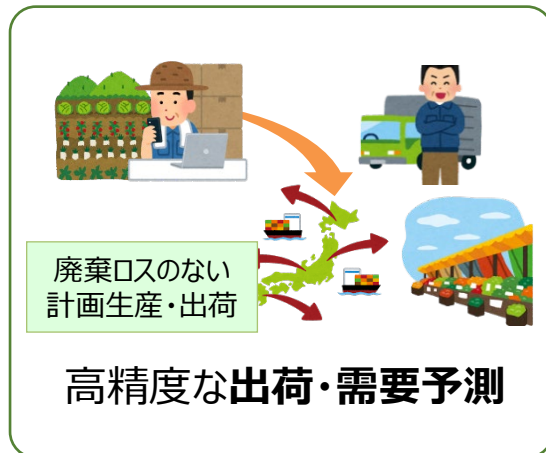 廃棄ロスのない
計画生産・出荷
高精度な出荷・需要予測